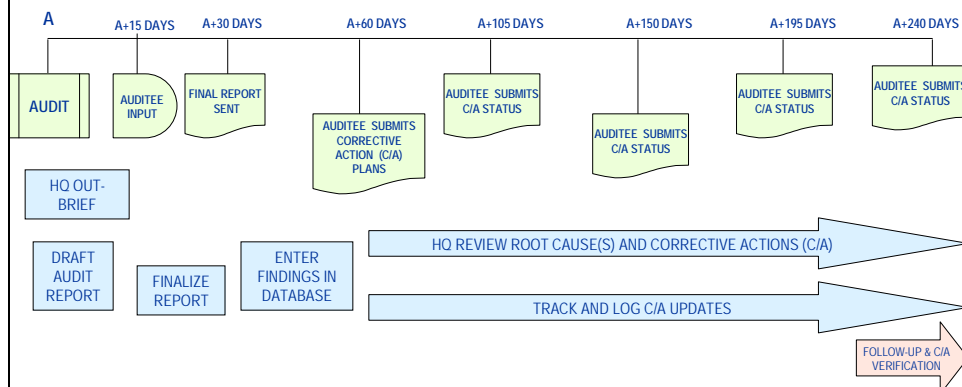 A
A+15 DAYS
A+30 DAYS
A+60 DAYS
A+105 DAYS
A+150 DAYS
A+195 DAYS
A+240 DAYS
AUDIT
AUDITEE
INPUT
FINAL REPORT
SENT
AUDITEE SUBMITS
CORRECTIVE
ACTION (C/A)
PLANS
AUDITEE SUBMITS
C/A STATUS
AUDITEE SUBMITS
C/A STATUS
AUDITEE SUBMITS
C/A STATUS
AUDITEE SUBMITS
C/A STATUS
HQ OUT-
BRIEF
DRAFT
AUDIT
REPORT
FINALIZE
REPORT
ENTER
FINDINGS IN
DATABASE
HQ REVIEW ROOT CAUSE(S) AND CORRECTIVE ACTIONS (C/A)
TRACK AND LOG C/A UPDATES
FOLLOW-UP & C/A
VERIFICATION